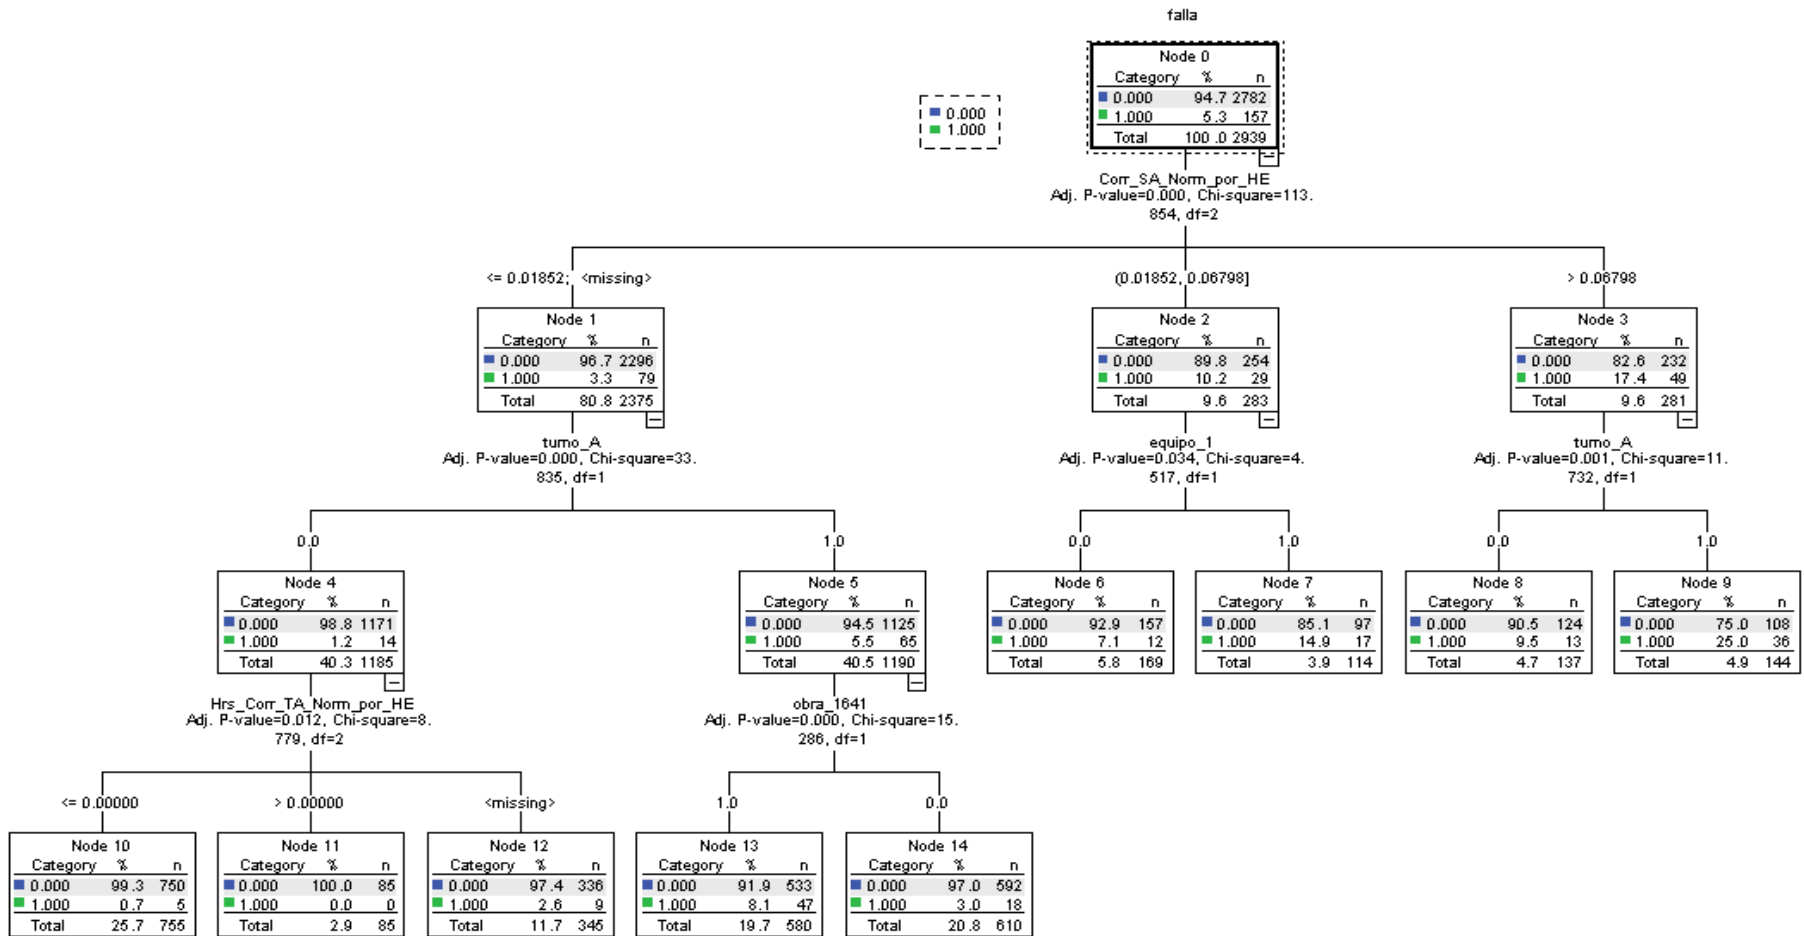 falla
Node 0
Category % n
0.000 94.7 2782
1.000 5.3 157
Total 100.0 2939
0.000
1.000
Corr_SA_Norm_por_HE
Adj. P-value=0.000, Chi-square=113.
854, df=2
<= 0.01852; <missing>
(0.01852, 0.06798]
> 0.06798
Node 1
Category % n
0.000 96.7 2296
1.000 3.3 79
Total 80.8 2375
Node 2
Category % n
0.000 89.8 254
1.000 10.2 29
Total 9.6 283
Node 3
Category % n
0.000 82.6 232
1.000 17.4 49
Total 9.6 281
turno_A
Adj. P-value=0.000, Chi-square=33.
835, df=1
equipo_1
Adj. P-value=0.034, Chi-square=4.
517, df=1
turno_A
Adj. P-value=0.001, Chi-square=11.
732, df=1
0.0
1.0
0.0
1.0
0.0
1.0
Node 4
Category % n
0.000 98.8 1171
1.000 1.2 14
Total 40.3 1185
Node 5
Category % n
0.000 94.5 1125
1.000 5.5 65
Total 40.5 1190
Node 6
Category % n
0.000 92.9 157
1.000 7.1 12
Total 5.8 169
Node 7
Category % n
0.000 85.1 97
1.000 14.9 17
Total 3.9 114
Node 8
Category % n
0.000 90.5 124
1.000 9.5 13
Total 4.7 137
Node 9
Category % n
0.000 75.0 108
1.000 25.0 36
Total 4.9 144
Hrs_Corr_TA_Norm_por_HE
Adj. P-value=0.012, Chi-square=8.
779, df=2
obra_1641
Adj. P-value=0.000, Chi-square=15.
286, df=1
<= 0.00000
> 0.00000
<missing>
1.0
0.0
Node 10
Category % n
0.000 99.3 750
1.000 0.7 5
Total 25.7 755
Node 11
Category % n
0.000 100.0 85
1.000 0.0 0
Total 2.9 85
Node 12
Category % n
0.000 97.4 336
1.000 2.6 9
Total 11.7 345
Node 13
Category % n
0.000 91.9 533
1.000 8.1 47
Total 19.7 580
Node 14
Category % n
0.000 97.0 592
1.000 3.0 18
Total 20.8 610